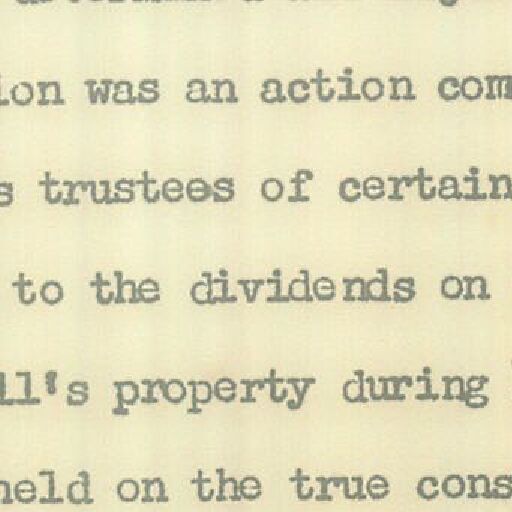 ion was an action com
s trustees of certain
to the dividends on
ll's property during
held on the true cons